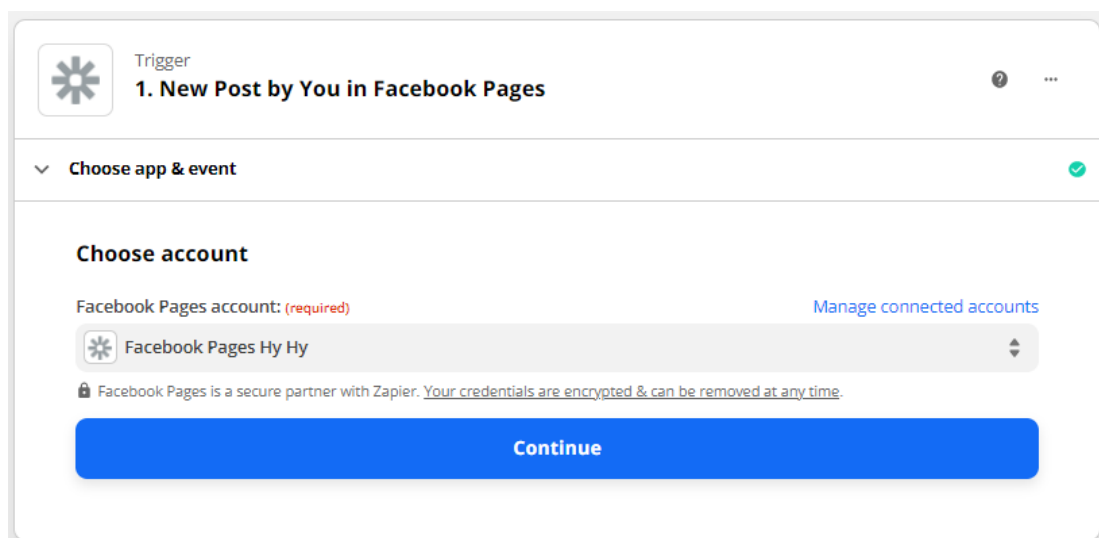 Trigger
1. New Post by You in Facebook Pages
Choose app & event
Choose account
Facebook Pages account: (required)
Manage connected accounts
Facebook Pages Hy Hy
Facebook Pages is a secure partner with Zapier. Your credentials are encrypted & can be removed at any time.
Continue